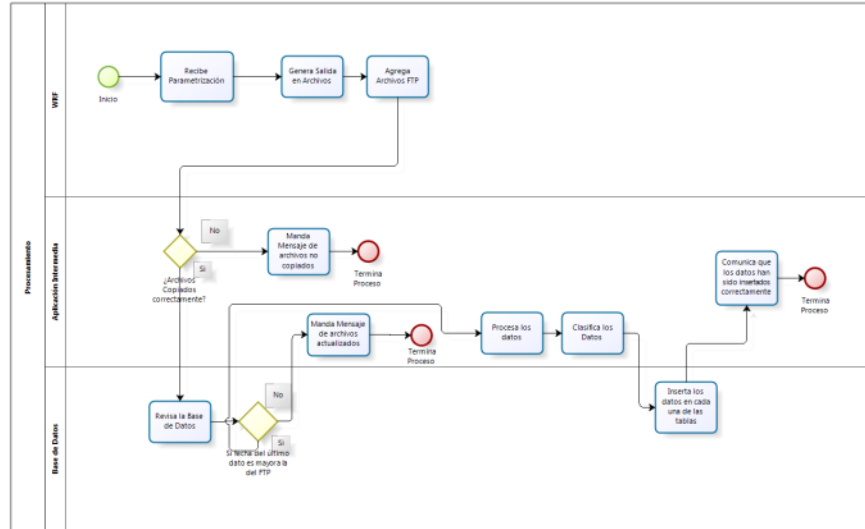 Procesamiento
WRF
Inicio
Recibe
Parametrización
Genera Salida
en Archivos
Agrega
Archivos FTP
Aplicación Intermedia
¿Archivos
Copiados
correctamente?
No
Si
Manda
Mensaje de
archivos no
copiados
Termina
Proceso
Manda Mensaje
de archivos
actualizados
Termina
Proceso
Procesa los
datos
Clasifica los
Datos
Comunica que
los datos han
sido insertados
correctamente
Termina
Proceso
Base de Datos
Revisa la Base
de Datos
No
Si
Si fecha del último
dato es mayor a la
del FTP
Inserta los
datos en cada
una de las
tablas